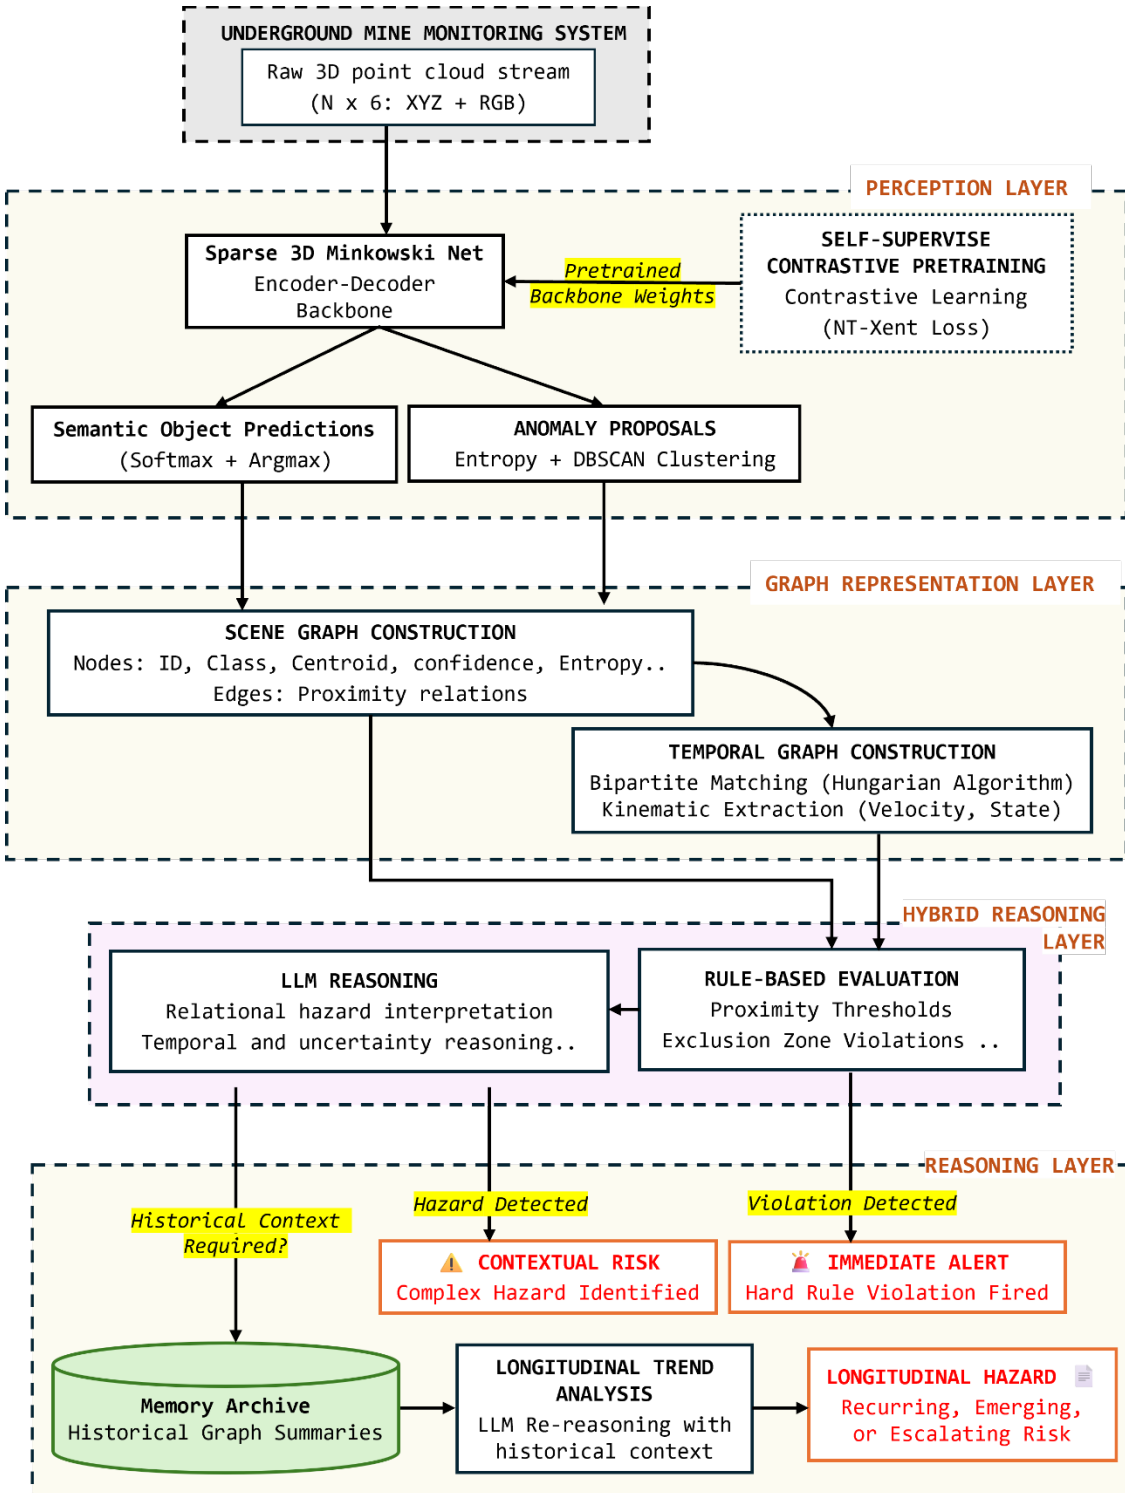 UNDERGROUND MINE MONITORING SYSTEM
Raw 3D point cloud stream
(N x 6: XYZ + RGB)
PERCEPTION LAYER
Sparse 3D Minkowski Net
Encoder-Decoder
Backbone
Pretrained
Backbone Weights
SELF-SUPERVISE
CONTRASTIVE PRETRAINING
Contrastive Learning
(NT-Xent Loss)
Semantic Object Predictions
(Softmax + Argmax)
ANOMALY PROPOSALS
Entropy + DBSCAN Clustering
GRAPH REPRESENTATION LAYER
SCENE GRAPH CONSTRUCTION
Nodes: ID, Class, Centroid, confidence, Entropy..
Edges: Proximity relations
TEMPORAL GRAPH CONSTRUCTION
Bipartite Matching (Hungarian Algorithm)
Kinematic Extraction (Velocity, State)
HYBRID REASONING
LAYER
LLM REASONING
Relational hazard interpretation
Temporal and uncertainty reasoning..
RULE-BASED EVALUATION
Proximity Thresholds
Exclusion Zone Violations ..
REASONING LAYER
Historical Context
Required?
Hazard Detected
Violation Detected
CONTEXTUAL RISK
Complex Hazard Identified
IMMEDIATE ALERT
Hard Rule Violation Fired
Memory Archive
Historical Graph Summaries
LONGITUDINAL TREND
ANALYSIS
LLM Re-reasoning with
historical context
LONGITUDINAL HAZARD
Recurring, Emerging,
or Escalating Risk